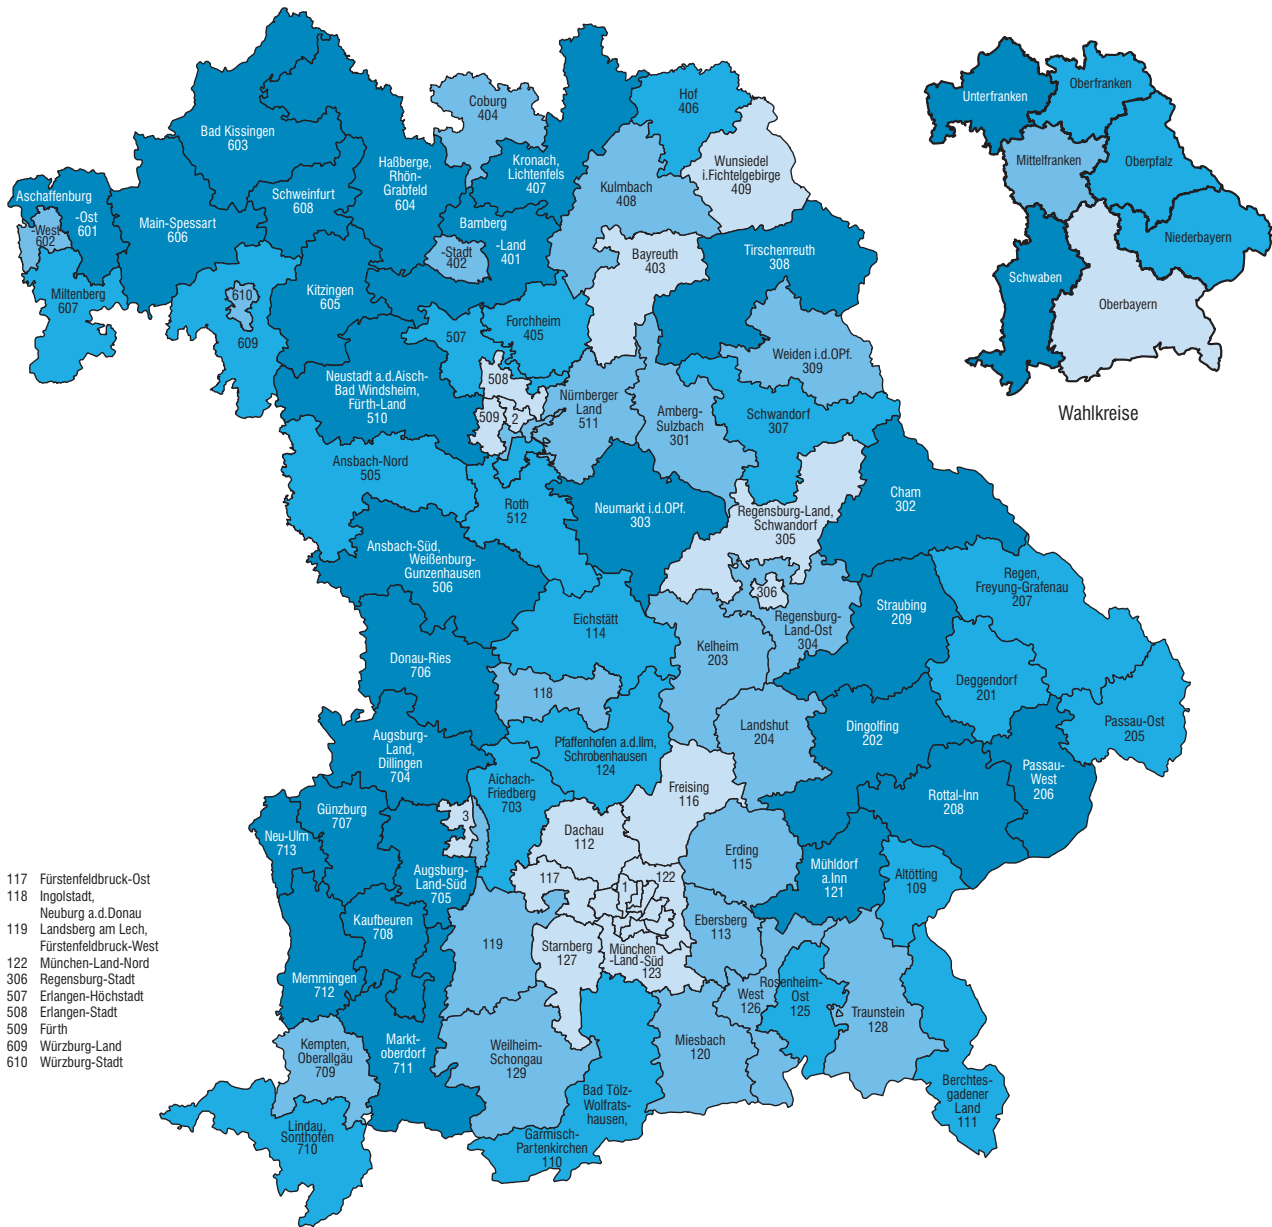 Coburg
404
Hof
406
Bad Kissingen
603
Haßberge,
Rhön-
Grabfeld
604
Kronach,
Lichtenfels
407
Wunsiedel
i.Fichtelgebirge
409
Kulmbach
408
Aschaffenburg
-Ost
601
-West
602
Main-Spessart
606
Schweinfurt
608
Bamberg
-Land
401
-Stadt
402
Bayreuth
403
Tirschenreuth
308
Miltenberg
607
610
609
Kitzingen
605
507
Forchheim
405
Weiden i.d.OPf.
309
Neustadt a.d.Aisch-
Bad Windsheim,
Fürth-Land
510
508
509
2
Nürnberger
Land
511
Amberg-
Sulzbach
301
Schwandorf
307
Ansbach-Nord
505
Roth
512
Neumarkt i.d.OPf.
303
Regensburg-Land,
Schwandorf
305
Cham
302
Ansbach-Süd,
Weißenburg-
Gunzenhausen
506
306
Regensburg-
Land-Ost
304
Straubing
209
Regen,
Freyung-Grafenau
207
Eichstätt
114
Kelheim
203
Donau-Ries
706
118
Deggendorf
201
Passau-Ost
205
Landshut
204
Dingolfing
202
Augsburg-
Land,
Dillingen
704
Pfaffenhofen a.d.Ilm,
Schrobenhausen
124
Passau-
West
206
Rottal-Inn
208
Aichach-
Friedberg
703
Freising
116
Günzburg
707
3
Neu-Ulm
713
Dachau
112
Erding
115
Mühldorf
a.Inn
121
Altötting
109
Augsburg-
Land-Süd
705
117
1
122
Kaufbeuren
708
119
Starnberg
127
München
-Land-Süd
123
Ebersberg
113
Memmingen
712
West
126
Rosenheim-
Ost
125
Traunstein
128
Kempten,
Oberallgäu
709
Markt-
oberdorf
711
Weilheim-
Schongau
129
Miesbach
120
Bad Tölz-
Wolfrats-
hausen,
Garmisch-
Partenkirchen
110
Berchtes-
gadener
Land
111
Lindau,
Sonthofen
710
Unterfranken
Oberfranken
Mittelfranken
Oberpfalz
Niederbayern
Schwaben
Oberbayern
Wahlkreise
117 Fürstenfeldbruck-Ost
118 Ingolstadt,
Neuburg a.d.Donau
119 Landsberg am Lech,
Fürstenfeldbruck-West
122 München-Land-Nord
306 Regensburg-Stadt
507 Erlangen-Höchstadt
508 Erlangen-Stadt
509 Fürth
609 Würzburg-Land
610 Würzburg-Stadt